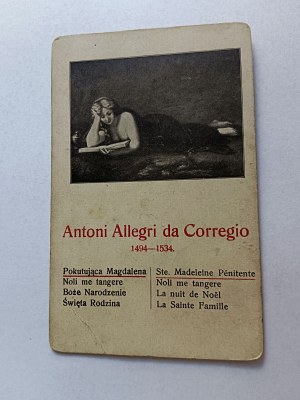 Antoni Allegri da Corregio
1494—1534.
Pokutująca Magdalena
Noli me tangere
Boże Narodzenie
Święta Rodzina
Ste. Madeleine Pénitente
Noli me tangere
La nuit de Noël
La Sainte Famille